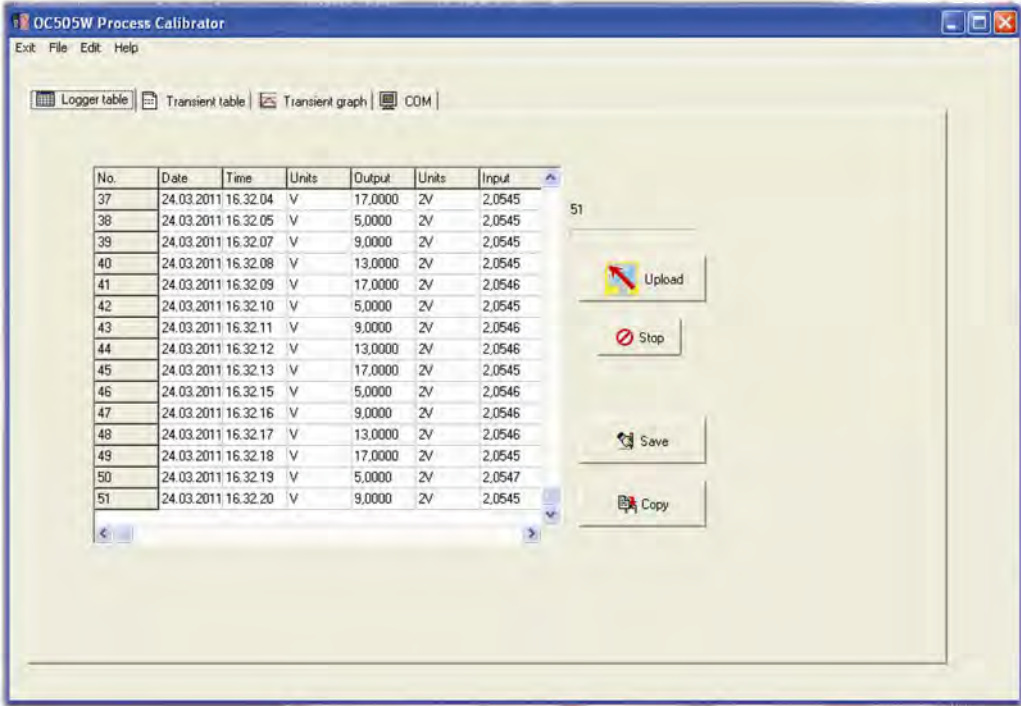 OC505W Process Calibrator
Exit File Edit Help
Logger table Transient table Transient graph COM
No. Date Time Units Output Units Input
37 24.03.2011 16.32.04 V 17,0000 2V 2,0545
38 24.03.2011 16.32.05 V 5,0000 2V 2,0545
39 24.03.2011 16.32.07 V 9,0000 2V 2,0545
40 24.03.2011 16.32.08 V 13,0000 2V 2,0545
41 24.03.2011 16.32.09 V 17,0000 2V 2,0546
42 24.03.2011 16.32.10 V 5,0000 2V 2,0545
43 24.03.2011 16.32.11 V 9,0000 2V 2,0546
44 24.03.2011 16.32.12 V 13,0000 2V 2,0546
45 24.03.2011 16.32.13 V 17,0000 2V 2,0545
46 24.03.2011 16.32.15 V 5,0000 2V 2,0546
47 24.03.2011 16.32.16 V 9,0000 2V 2,0546
48 24.03.2011 16.32.17 V 13,0000 2V 2,0546
49 24.03.2011 16.32.18 V 17,0000 2V 2,0545
50 24.03.2011 16.32.19 V 5,0000 2V 2,0547
51 24.03.2011 16.32.20 V 9,0000 2V 2,0545
51
Upload
Stop
Save
Copy